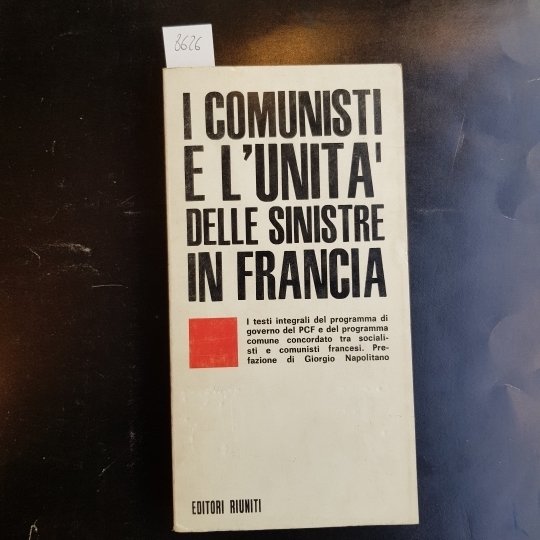 8626
I COMUNISTI
E L'UNITA'
DELLE SINISTRE
IN FRANCIA
I testi integrali del programma di
governo del PCF e del programma
comune concordato tra sociali-
sti e comunisti francesi. Pre-
fazione di Giorgio Napolitano
EDITORI RIUNITI